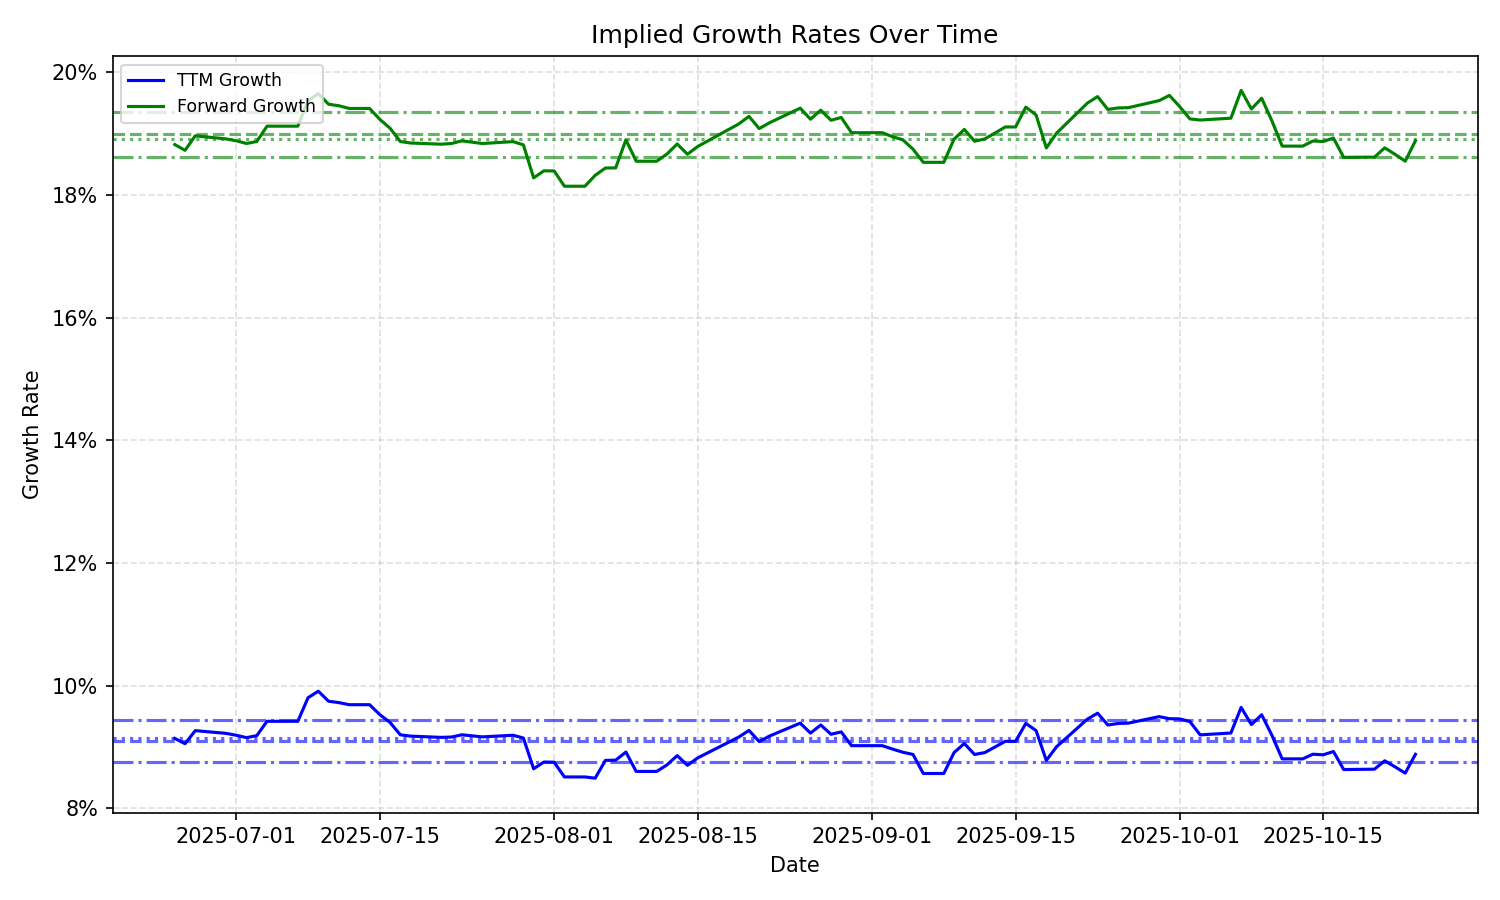 Implied Growth Rates Over Time
TTM Growth
Forward Growth
20%
18%
16%
14%
12%
10%
8%
Growth Rate
2025-07-01 2025-07-15 2025-08-01 2025-08-15 2025-09-01 2025-09-15 2025-10-01 2025-10-15
Date